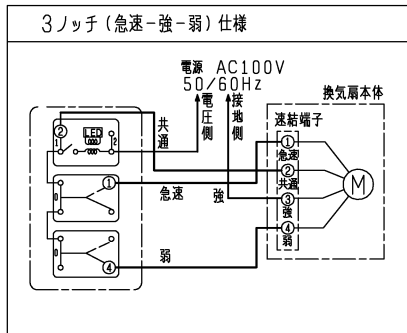 3ノッチ(急速-強-弱)仕様
電源 AC100V
50/60Hz
換気扇本体
電圧側
接地側
共通
速結端子
② LED
1 2
① 急速
② 共通
③ 強
④ 弱
M
0 ①
急速
強
0 ④
弱